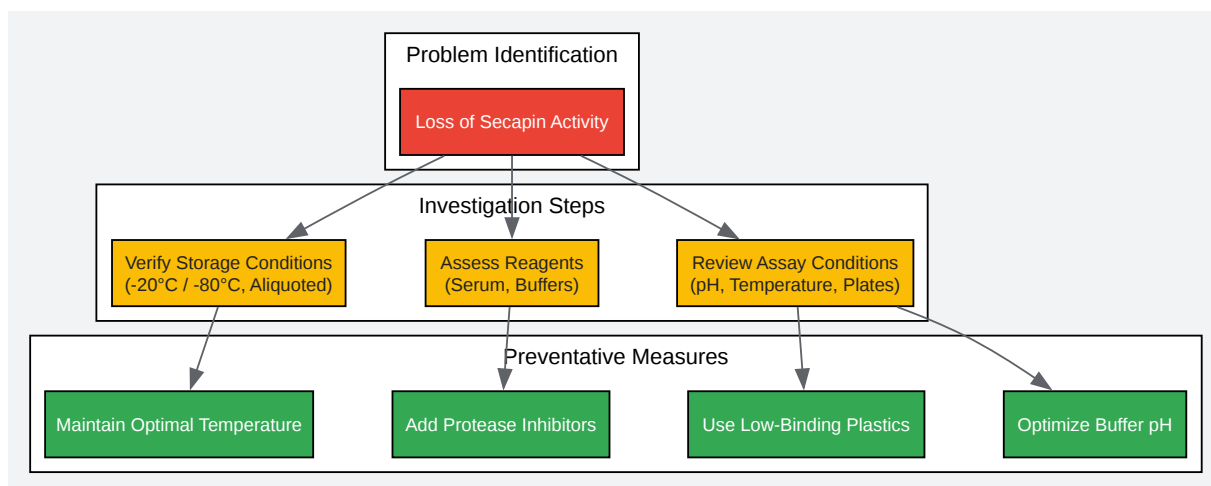 Problem Identification
Loss of Secapin Activity
Investigation Steps
Verify Storage Conditions
(-20°C / -80°C, Aliquoted)
Assess Reagents
(Serum, Buffers)
Review Assay Conditions
(pH, Temperature, Plates)
Preventative Measures
Maintain Optimal Temperature
Add Protease Inhibitors
Use Low-Binding Plastics
Optimize Buffer pH